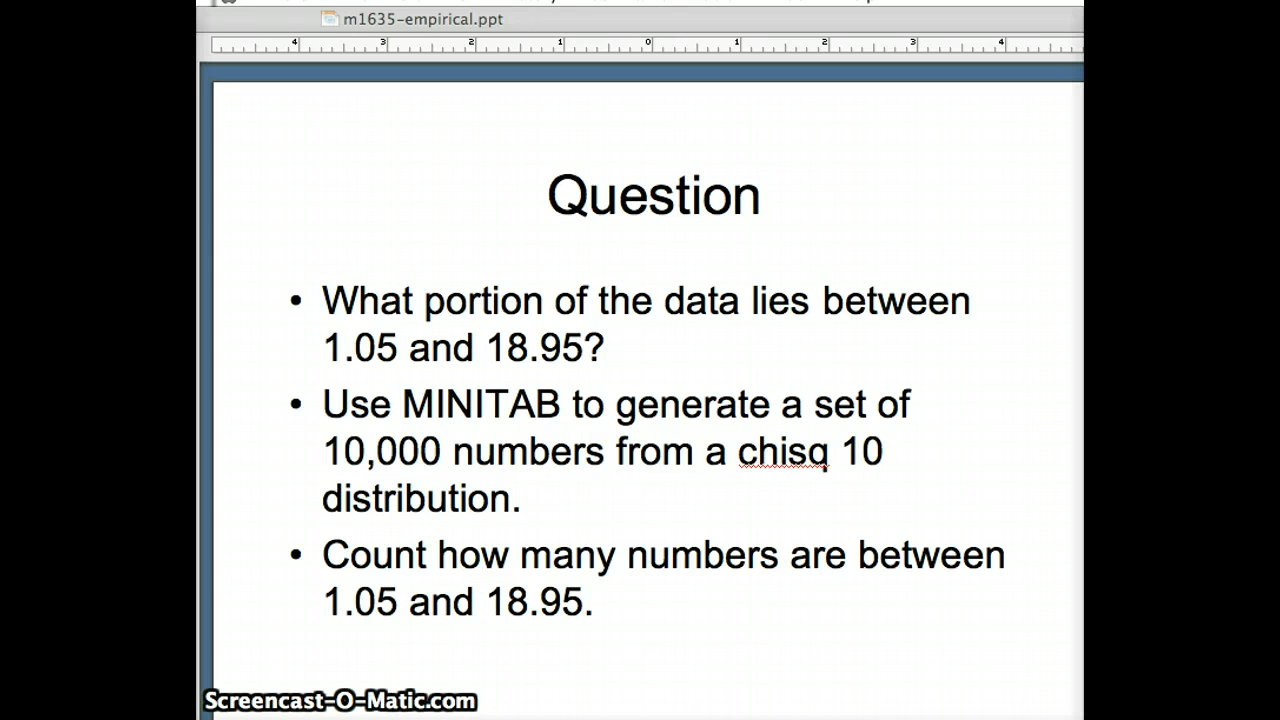 m1635-empirical.ppt
4 3 2 1 0 1 2 3 4
Question
• What portion of the data lies between
1.05 and 18.95?
• Use MINITAB to generate a set of
10,000 numbers from a chisq 10
distribution.
• Count how many numbers are between
1.05 and 18.95.
Screencast-O-Matic.com